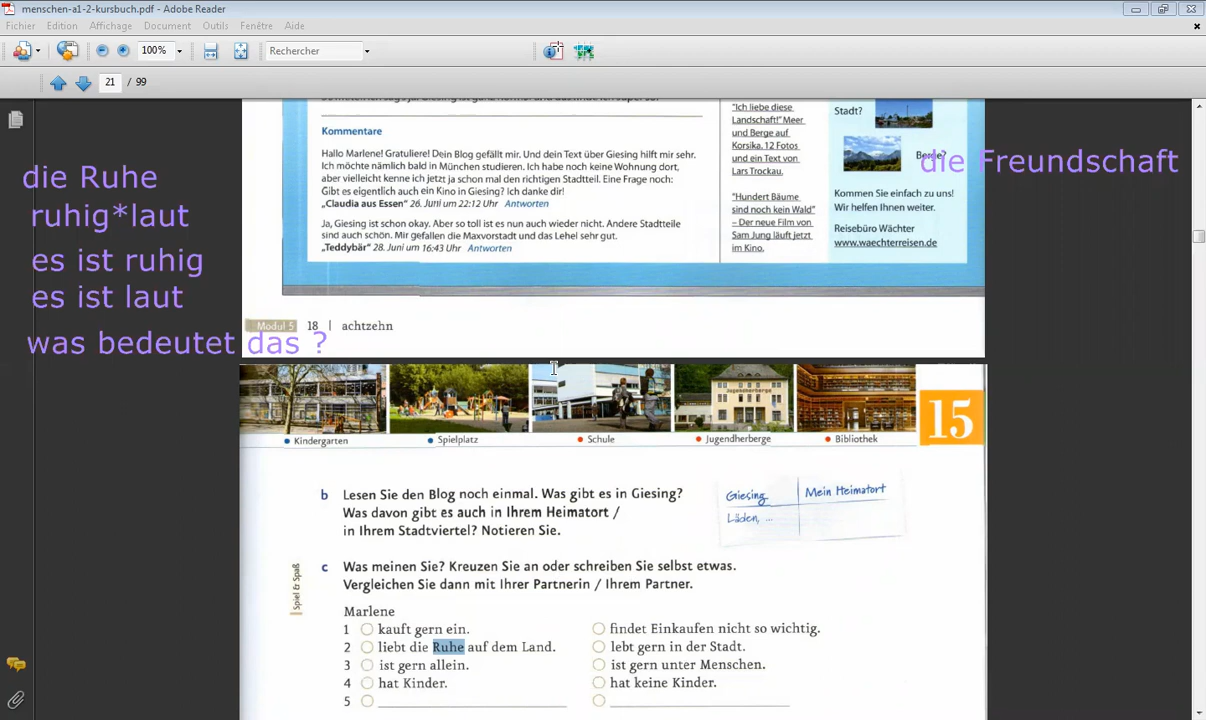 menschen-a1-2-kursbuch.pdf - Adobe Reader
Fichier Edition Affichage Document Outils Fenêtre Aide
100% Rechercher
21 / 99
Kommentare
Hallo Marlene! Gratuliere! Dein Blog gefällt mir. Und dein Text über Giesing hilft mir sehr.
Ich möchte nämlich bald in München studieren. Ich habe noch keine Wohnung dort,
aber vielleicht kenne ich jetzt ja schon mal den richtigen Stadtteil. Eine Frage noch:
Gibt es eigentlich auch ein Kino in Giesing? Ich danke dir!
„Claudia aus Essen“ 26. Juni um 22:12 Uhr Antworten
Ja, Giesing ist schon okay. Aber so toll ist es nun auch wieder nicht. Andere Stadtteile
sind auch schön. Mir gefallen die Maxvorstadt und das Lehel sehr gut.
„Teddybär“ 28. Juni um 16:43 Uhr Antworten
"Ich liebe diese
Landschaft!" Meer
und Berge auf
Korsika. 12 Fotos
und ein Text von
Lars Trockau.
"Hundert Bäume
sind noch kein Wald"
– Der neue Film von
Sam Jung läuft jetzt
im Kino.
Stadt?
Berge?
Kommen Sie einfach zu uns!
Wir helfen Ihnen weiter.
Reisebüro Wächter
www.waechterreisen.de
die Freundschaft
die Ruhe
ruhig*laut
es ist ruhig
es ist laut
was bedeutet das ?
Modul 5 18 | achtzehn
Jugendherberge
Kindergarten Spielplatz Schule Jugendherberge Bibliothek
15
b Lesen Sie den Blog noch einmal. Was gibt es in Giesing?
Was davon gibt es auch in Ihrem Heimatort /
in Ihrem Stadtviertel? Notieren Sie.
Giesing Mein Heimatort
Läden, ...
Spiel & Spaß
c Was meinen Sie? Kreuzen Sie an oder schreiben Sie selbst etwas.
Vergleichen Sie dann mit Ihrer Partnerin / Ihrem Partner.
Marlene
1 kauft gern ein. findet Einkaufen nicht so wichtig.
2 liebt die Ruhe auf dem Land. lebt gern in der Stadt.
3 ist gern allein. ist gern unter Menschen.
4 hat Kinder. hat keine Kinder.
5